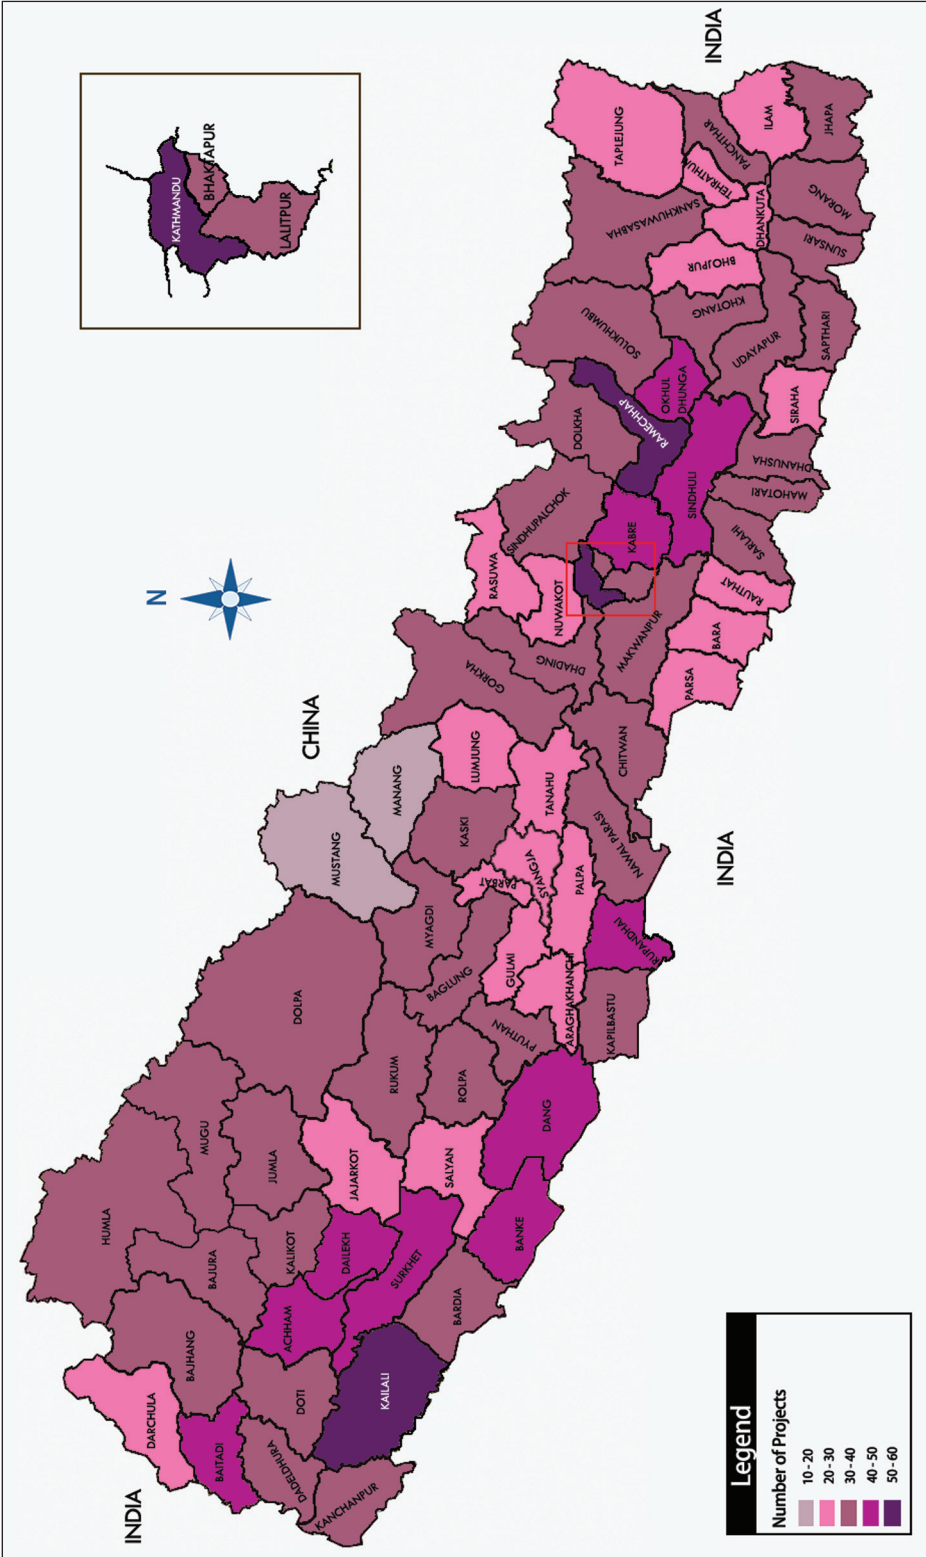 N
CHINA
INDIA
INDIA
INDIA
DARCHULA
BAITADI
DADELDHURA
KANCHANPUR
BAJHANG
DOTI
KAILALI
HUMLA
BAJURA
ACHHAM
MUGU
JUMLA
KALIKOT
DAILEKH
SURKHET
BARDIA
BANKE
JAJARKOT
SALYAN
DANG
DOLPA
RUKUM
ROLPA
PYUTHAN
MUSTANG
MANANG
MYAGDI
BAGLUNG
GULMI
ARAGHAKHANCHI
KAPILBASTU
RUPANDHAI
PALPA
PARBAT
SYANGJA
KASKI
LUMJUNG
TANAHU
NAWAL PARASI
CHITWAN
GORKHA
DHADING
RASUWA
NUWAKOT
MAKWANPUR
PARSA
BARA
RAUTHAT
SINDHUPALCHOK
KABRE
SINDHULI
SARLAHI
MAHOTARI
DHANUSHA
DOLKHA
RAMECHHAP
OKHUL
DHUNGA
SIRAHA
SOLUKHUMBU
KHOTANG
UDAYAPUR
SAPTHARI
SANKHUWASABHA
BHOJPUR
DHANKUTA
SUNSARI
TAPLEJUNG
TEHRATHUM
PANCHTHAR
ILAM
MORANG
JHAPA
KATHMANDU
BHAKTAPUR
LALITPUR
Legend
Number of Projects
10 - 20
20 - 30
30 - 40
40 - 50
50 - 60